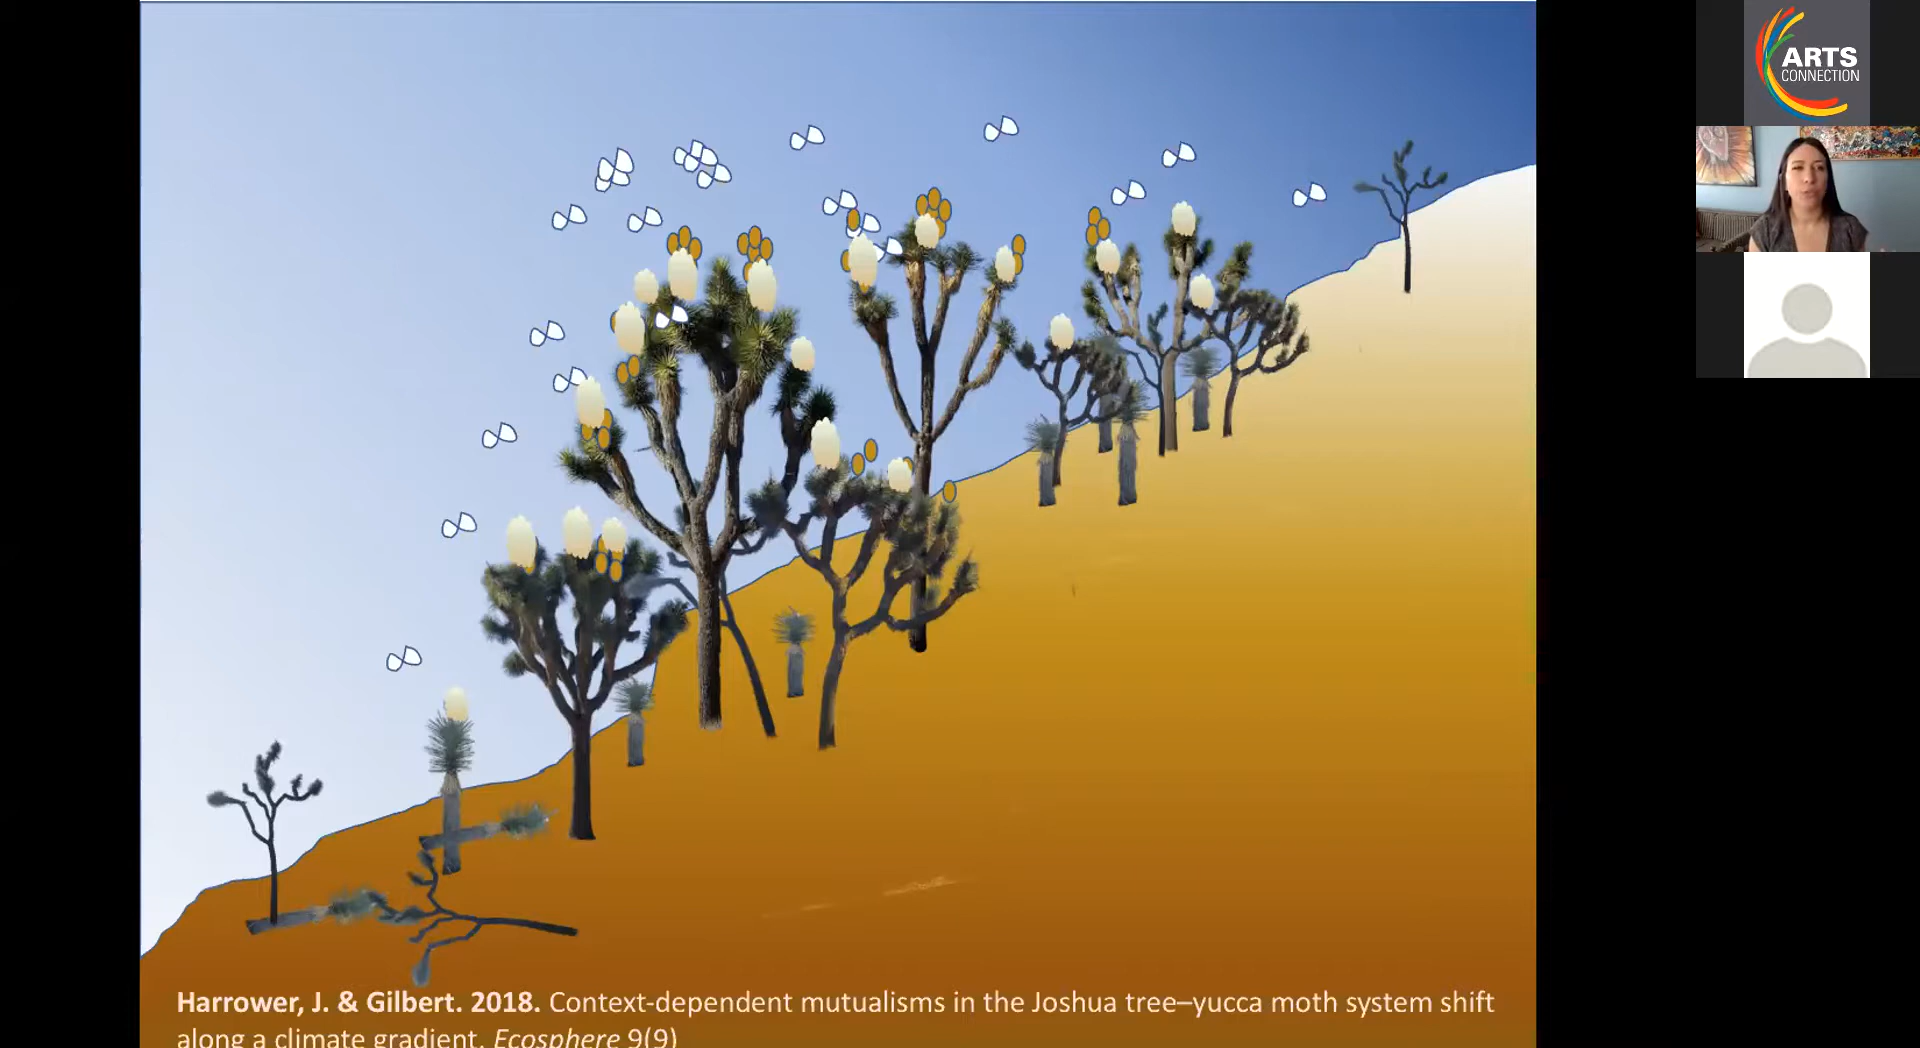 ARTS
CONNECTION
Harrower, J. & Gilbert. 2018. Context-dependent mutualisms in the Joshua tree–yucca moth system shift
along a climate gradient. Ecosphere 9(9)